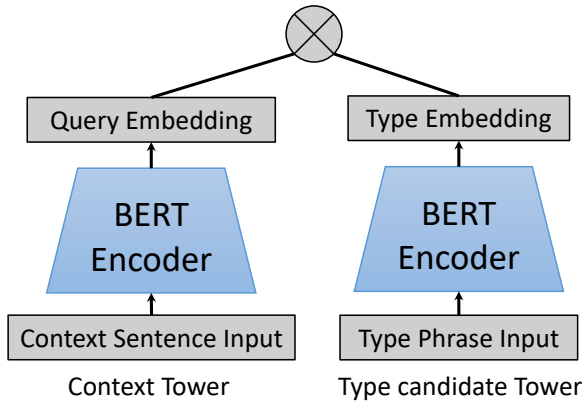 Query Embedding
Type Embedding
BERT
Encoder
BERT
Encoder
Context Sentence Input
Type Phrase Input
Context Tower
Type candidate Tower